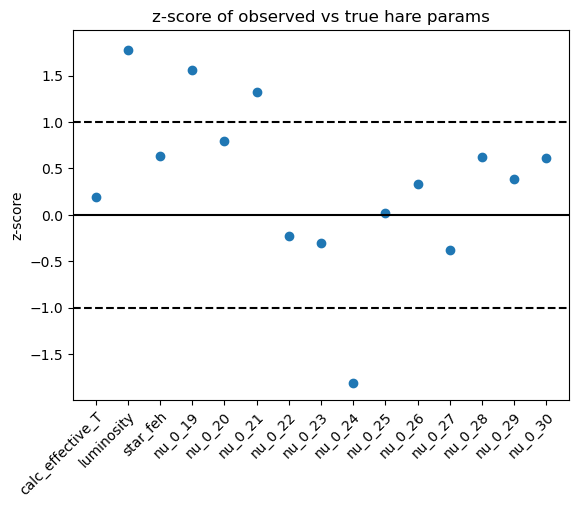 z-score of observed vs true hare params
z-score
1.5
1.0
0.5
0.0
−0.5
−1.0
−1.5
calc_effective_T
luminosity
star_feh
nu_0_19
nu_0_20
nu_0_21
nu_0_22
nu_0_23
nu_0_24
nu_0_25
nu_0_26
nu_0_27
nu_0_28
nu_0_29
nu_0_30